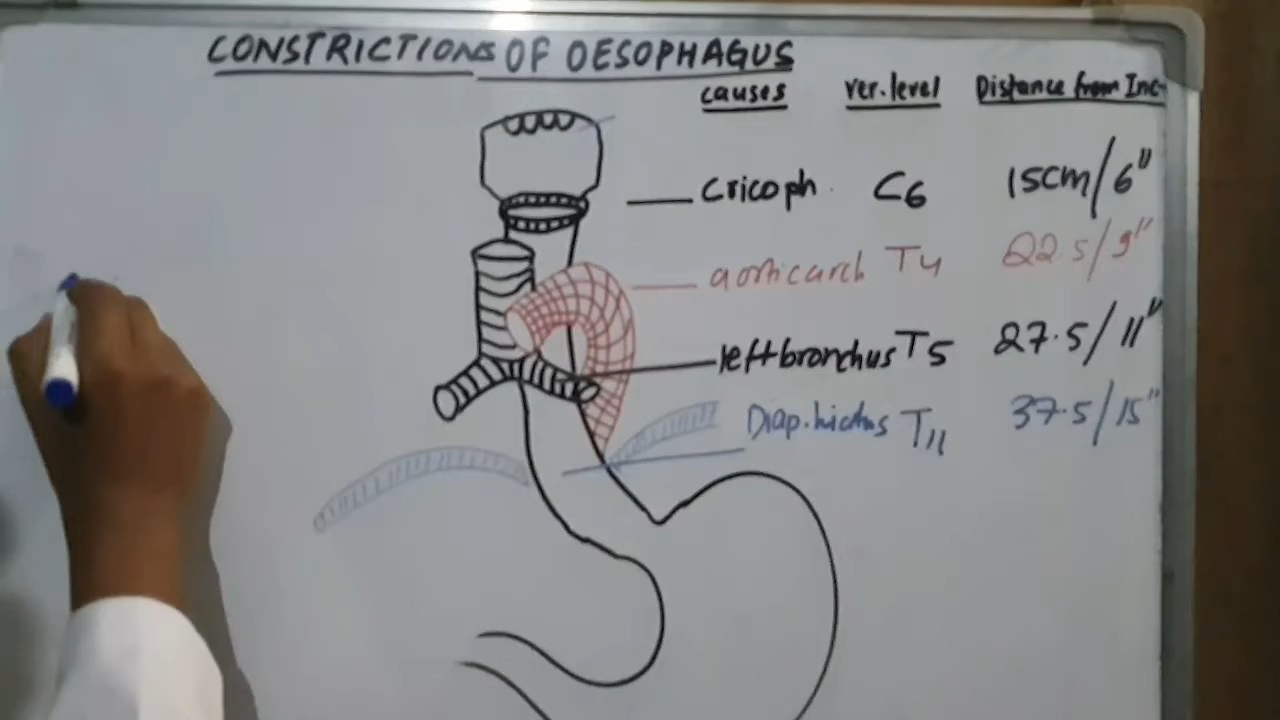 CONSTRICTIONS OF OESOPHAGUS
causes ver.level Distance from Inc
cricoph. C6 15cm/6"
aorticarch T4 22.5/9"
leftbronchus T5 27.5/11"
Diap.hiatus T11 37.5/15"